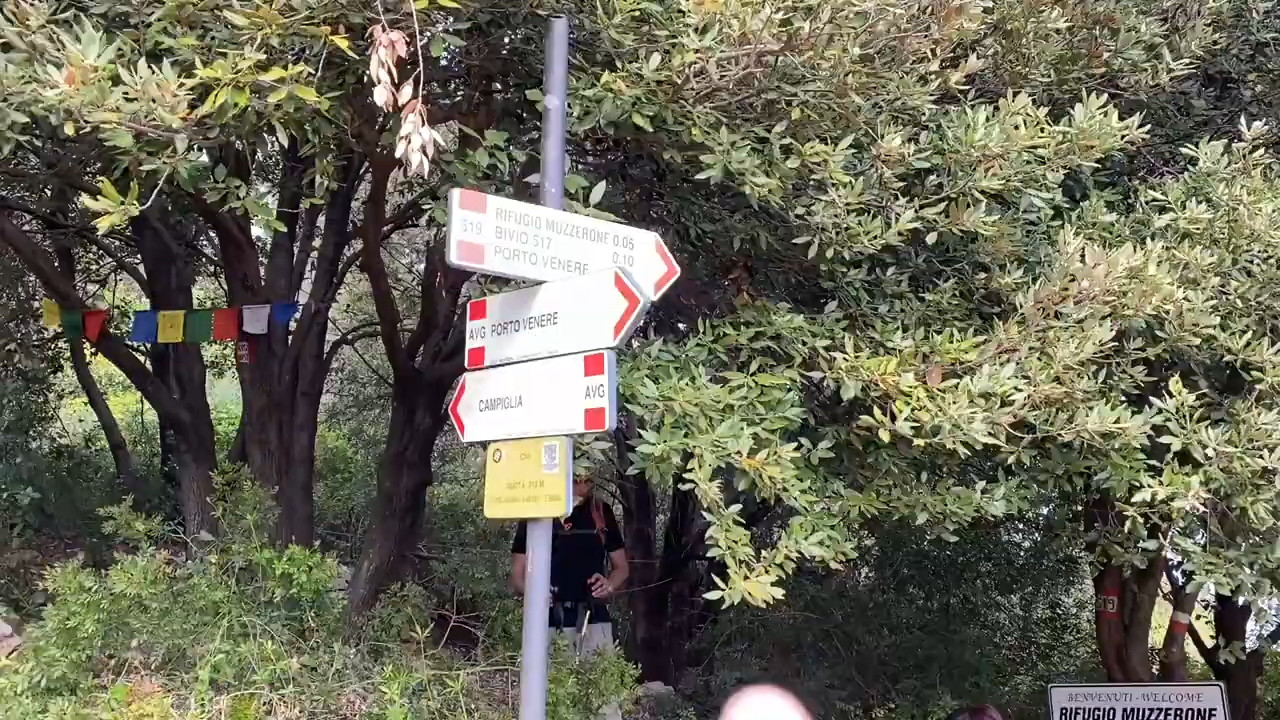 RIFUGIO MUZZERONE 0.05
519 BIVIO 517 0:10
PORTO VENERE
AVG PORTO VENERE
CAMPIGLIA AVG
519
BENVENUTI - WELCOME
RIFUGIO MUZZERONE